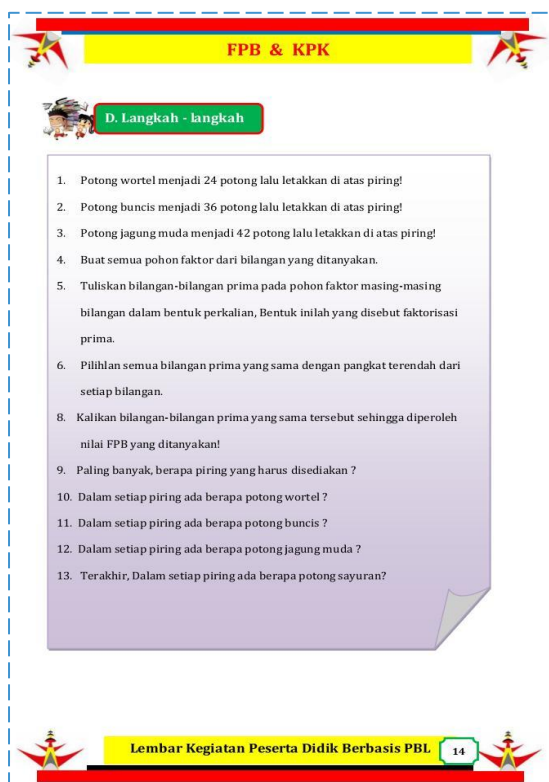 FPB & KPK
D. Langkah - langkah
1. Potong wortel menjadi 24 potong lalu letakkan di atas piring!
2. Potong buncis menjadi 36 potong lalu letakkan di atas piring!
3. Potong jagung muda menjadi 42 potong lalu letakkan di atas piring!
4. Buat semua pohon faktor dari bilangan yang ditanyakan.
5. Tuliskan bilangan-bilangan prima pada pohon faktor masing-masing
bilangan dalam bentuk perkalian, Bentuk inilah yang disebut faktorisasi
prima.
6. Pilihlan semua bilangan prima yang sama dengan pangkat terendah dari
setiap bilangan.
8. Kalikan bilangan-bilangan prima yang sama tersebut sehingga diperoleh
nilai FPB yang ditanyakan!
9. Paling banyak, berapa piring yang harus disediakan ?
10. Dalam setiap piring ada berapa potong wortel ?
11. Dalam setiap piring ada berapa potong buncis ?
12. Dalam setiap piring ada berapa potong jagung muda ?
13. Terakhir, Dalam setiap piring ada berapa potong sayuran?
Lembar Kegiatan Peserta Didik Berbasis PBL 14